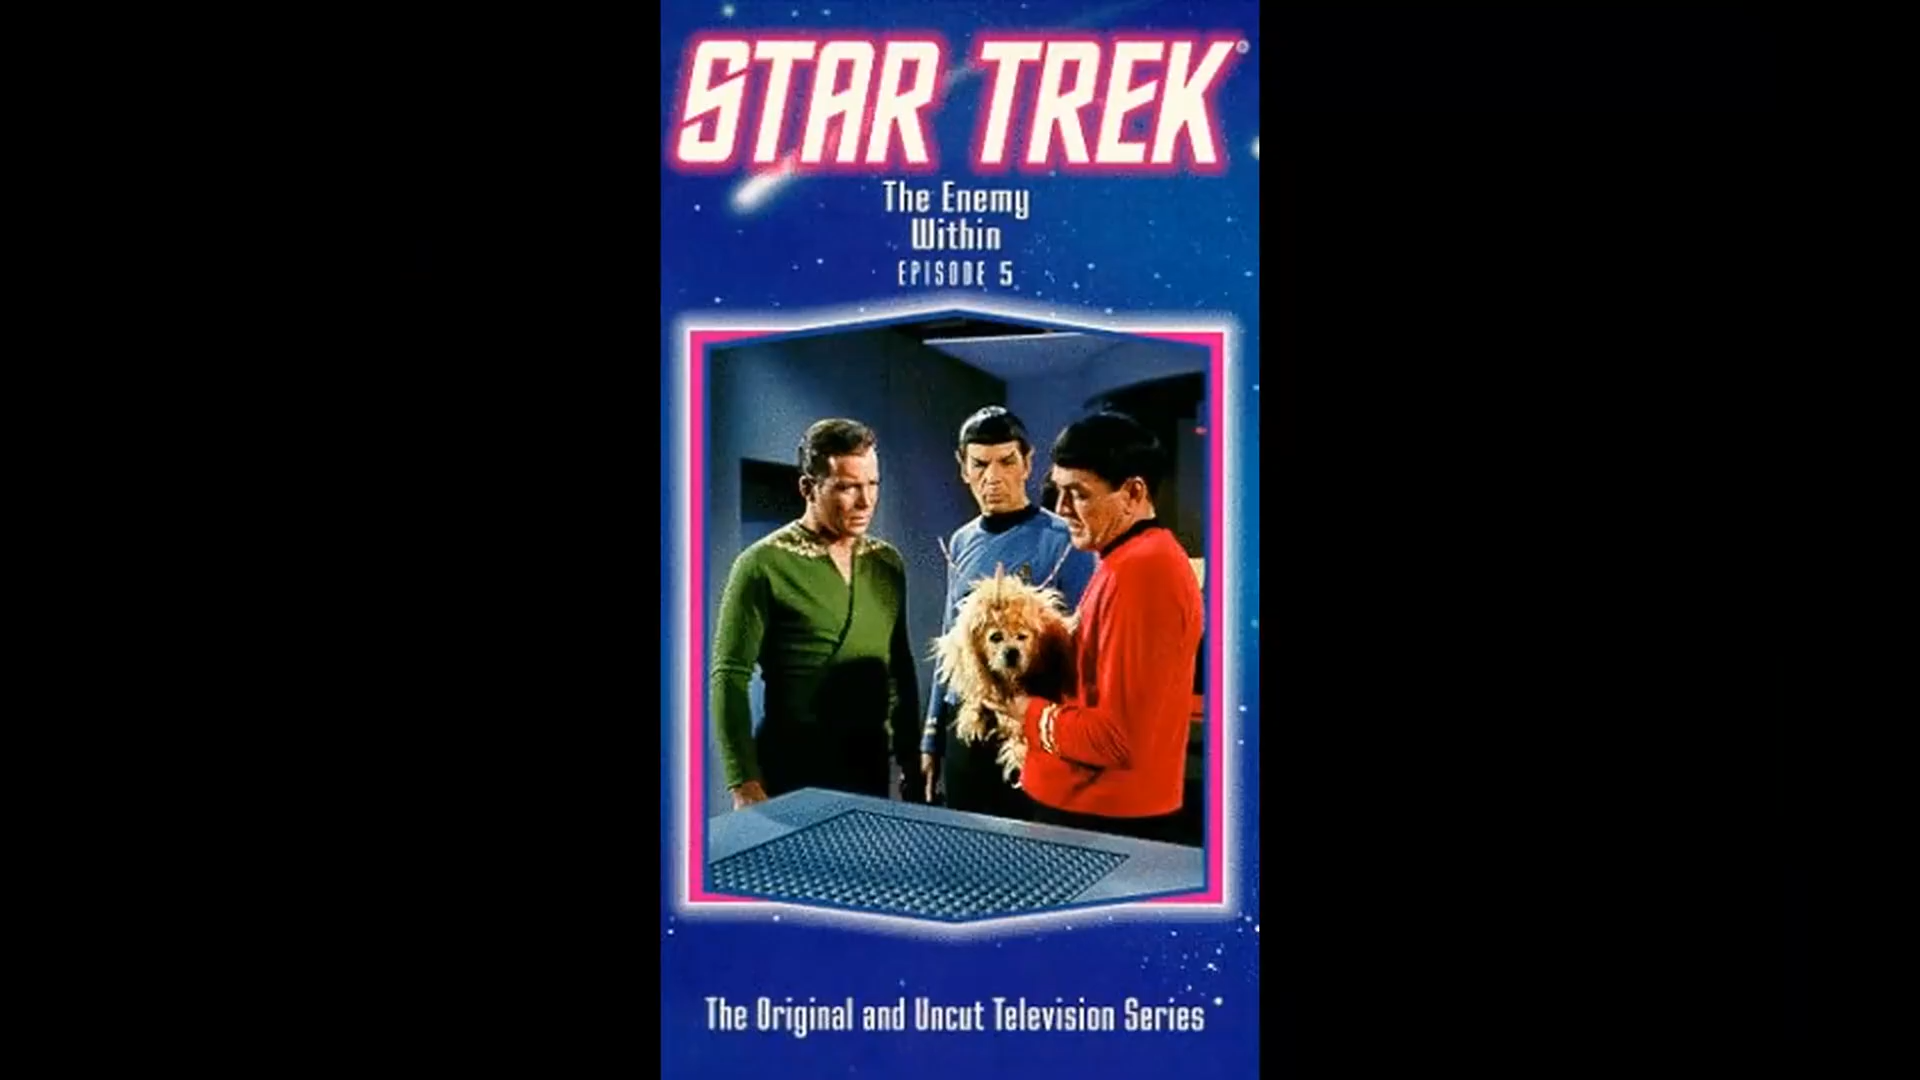 STAR TREK®
The Enemy
Within
EPISODE 5
The Original and Uncut Television Series